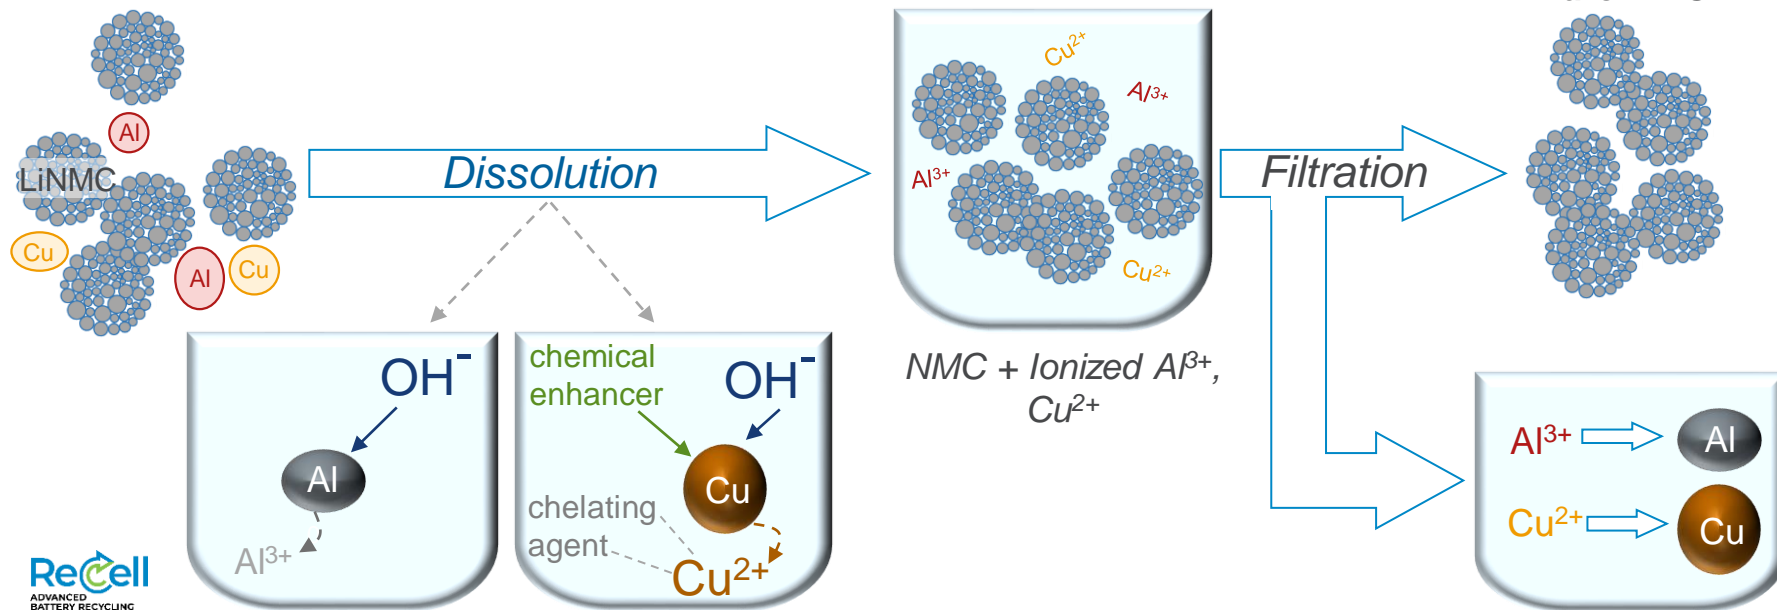 Al
LiNMC
Cu
Al
Cu
Dissolution
Cu²⁺
Al³⁺
Al³⁺
Cu²⁺
Filtration
OH⁻
Al
Al³⁺
chemical
enhancer
OH⁻
Cu
chelating
agent
Cu²⁺
NMC + Ionized Al³⁺,
Cu²⁺
Al³⁺
Al
Cu²⁺
Cu
ReCell
ADVANCED
BATTERY RECYCLING